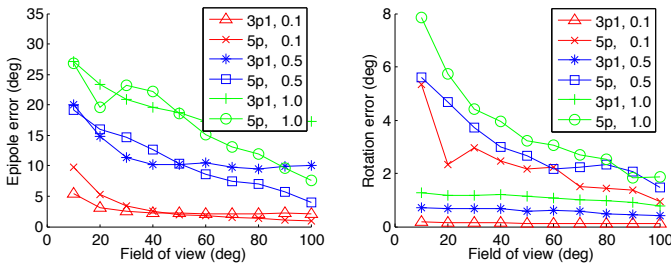 35
30
25
20
15
10
5
0
0 20 40 60 80 100
Epipole error (deg)
Field of view (deg)
3p1, 0.1
5p, 0.1
3p1, 0.5
5p, 0.5
3p1, 1.0
5p, 1.0
8
6
4
2
0
0 20 40 60 80 100
Rotation error (deg)
Field of view (deg)
3p1, 0.1
5p, 0.1
3p1, 0.5
5p, 0.5
3p1, 1.0
5p, 1.0